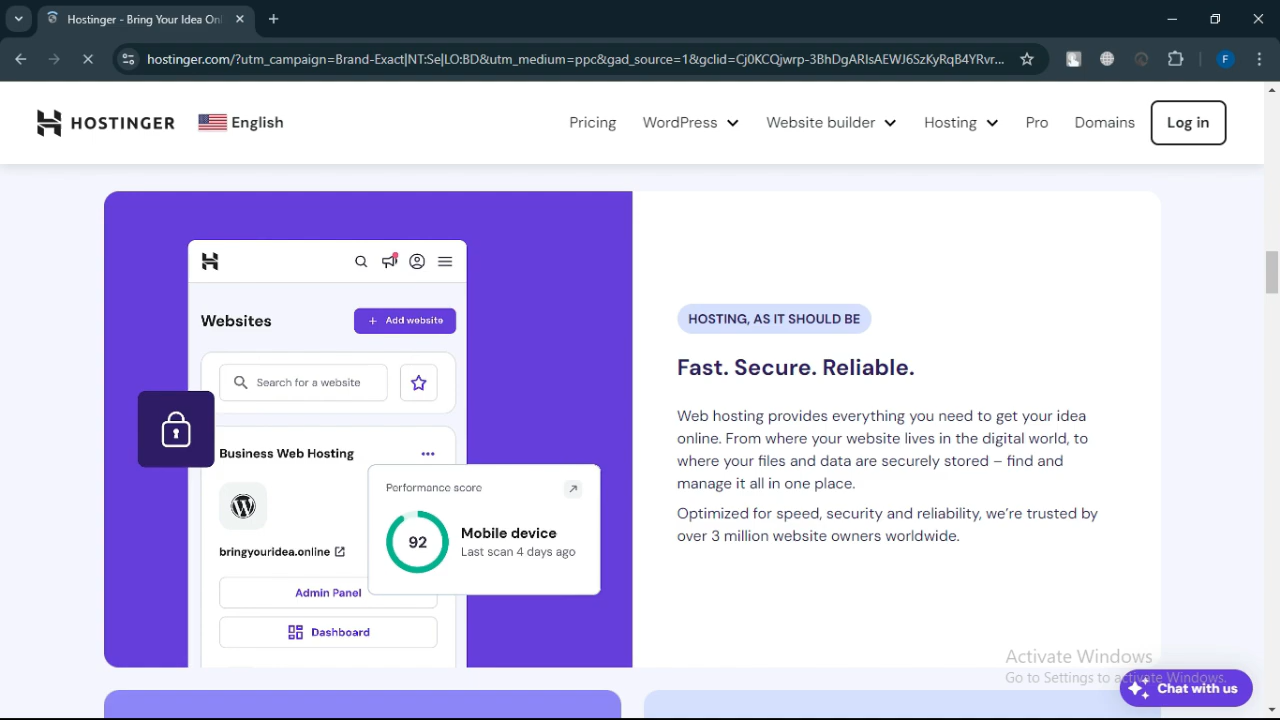 Hostinger - Bring Your Idea Onl
hostinger.com/?utm_campaign=Brand-Exact|NT:Se|LO:BD&utm_medium=ppc&gad_source=1&gclid=Cj0KCQjwrp-3BhDgARIsAEWJ6SzKyRqB4YRvr...
F
HOSTINGER
English
Pricing
WordPress
Website builder
Hosting
Pro
Domains
Log in
Websites
+ Add website
Search for a website
Business Web Hosting
bringyouridea.online
Admin Panel
Dashboard
Performance score
92
Mobile device
Last scan 4 days ago
HOSTING, AS IT SHOULD BE
Fast. Secure. Reliable.
Web hosting provides everything you need to get your idea
online. From where your website lives in the digital world, to
where your files and data are securely stored – find and
manage it all in one place.
Optimized for speed, security and reliability, we’re trusted by
over 3 million website owners worldwide.
Activate Windows
Go to Settings to activate Windows.
Chat with us